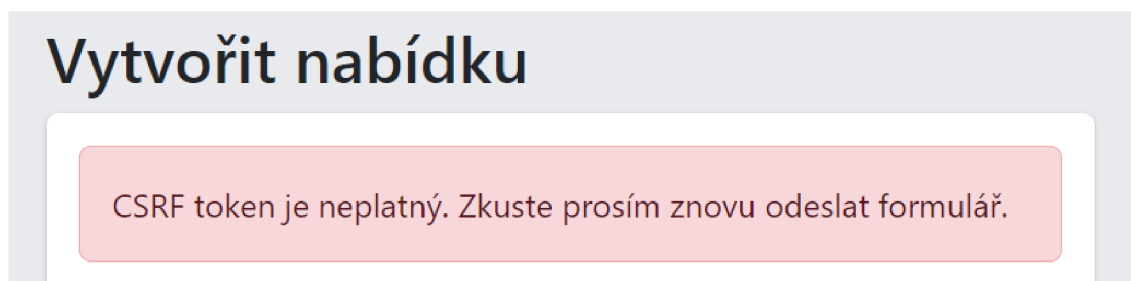 Vytvořit nabídku
CSRF token je neplatný. Zkuste prosím znovu odeslat formulář.